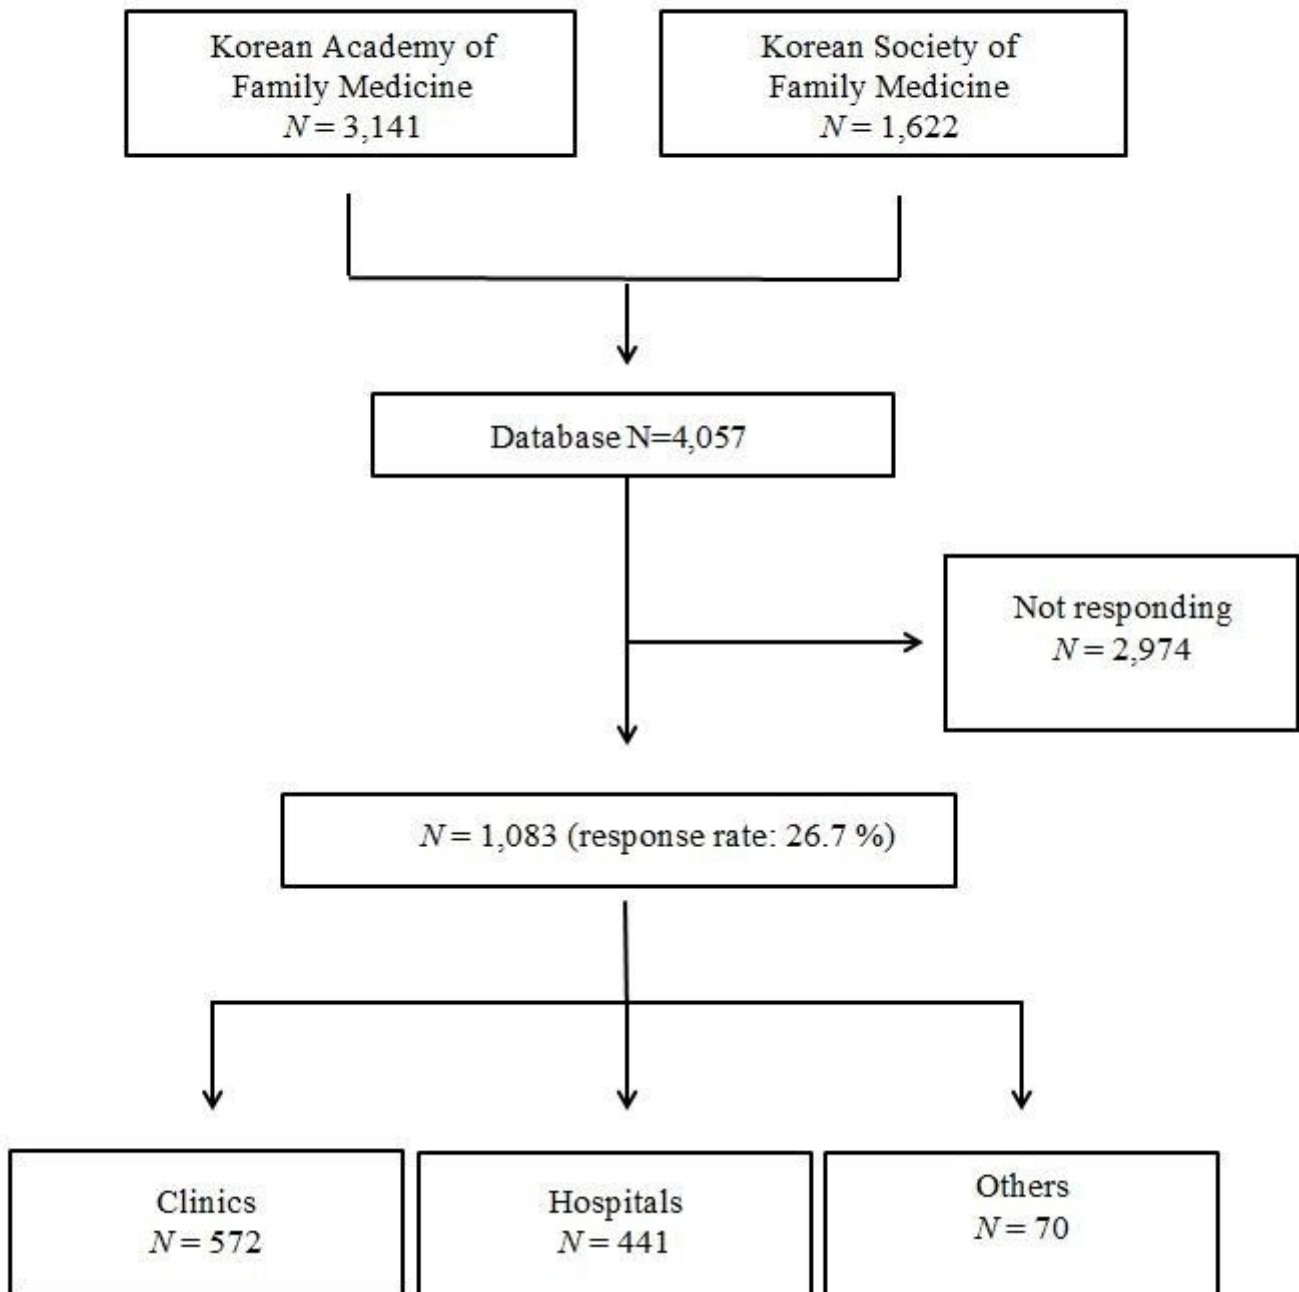 Korean Academy of
Family Medicine
N = 3,141
Korean Society of
Family Medicine
N = 1,622
Database N=4,057
Not responding
N = 2,974
N = 1,083 (response rate: 26.7 %)
Clinics
N = 572
Hospitals
N = 441
Others
N = 70